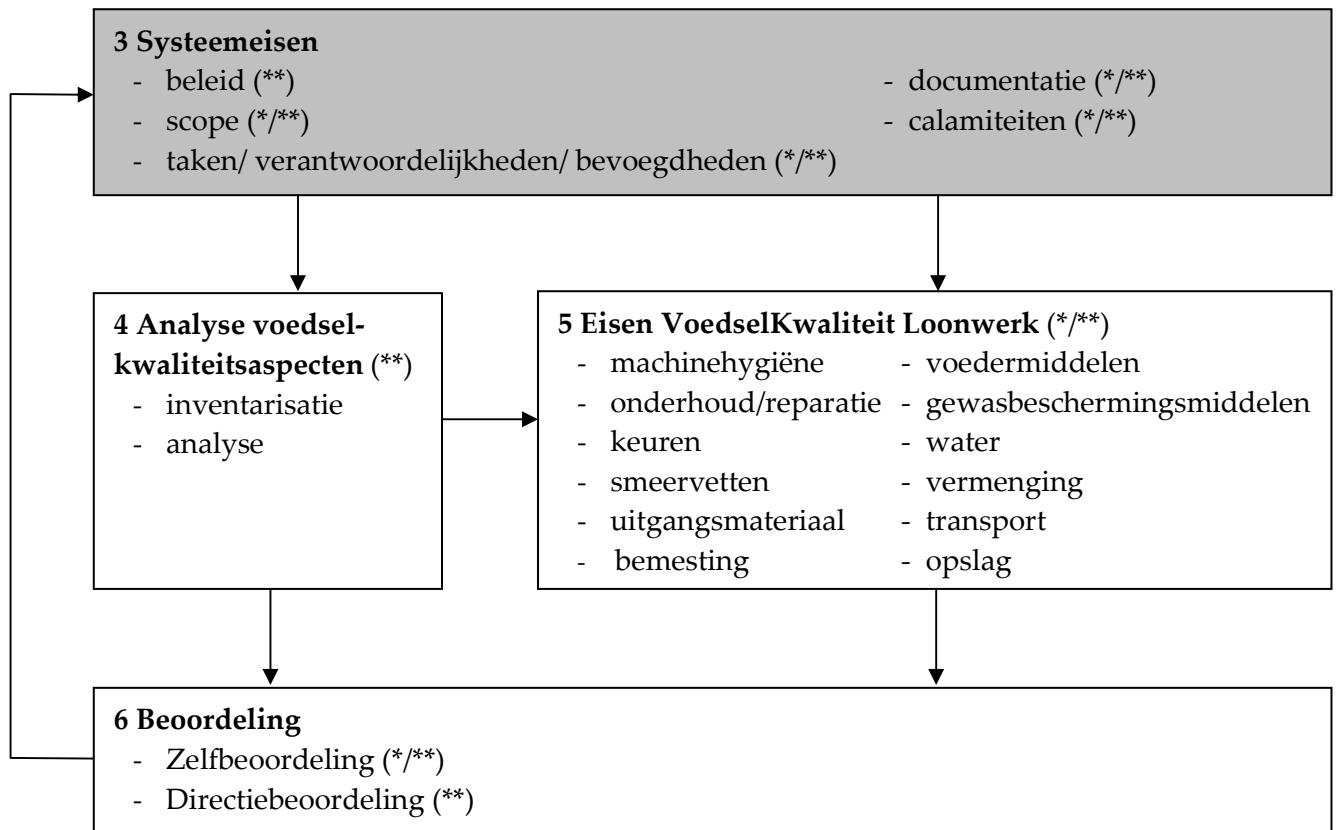 3 Systeemeisen
- beleid (**)
- scope (*/**)
- taken/ verantwoordelijkheden/ bevoegdheden (*/**)
- documentatie (*/**)
- calamiteiten (*/**)
4 Analyse voedsel-
kwaliteitsaspecten (**)
- inventarisatie
- analyse
5 Eisen VoedselKwaliteit Loonwerk (*/**)
- machinehygiëne
- onderhoud/reparatie
- keuren
- smeervetten
- uitgangsmateriaal
- bemesting
- voedermiddelen
- gewasbeschermingsmiddelen
- water
- vermenging
- transport
- opslag
6 Beoordeling
- Zelfbeoordeling (*/**)
- Directiebeoordeling (**)